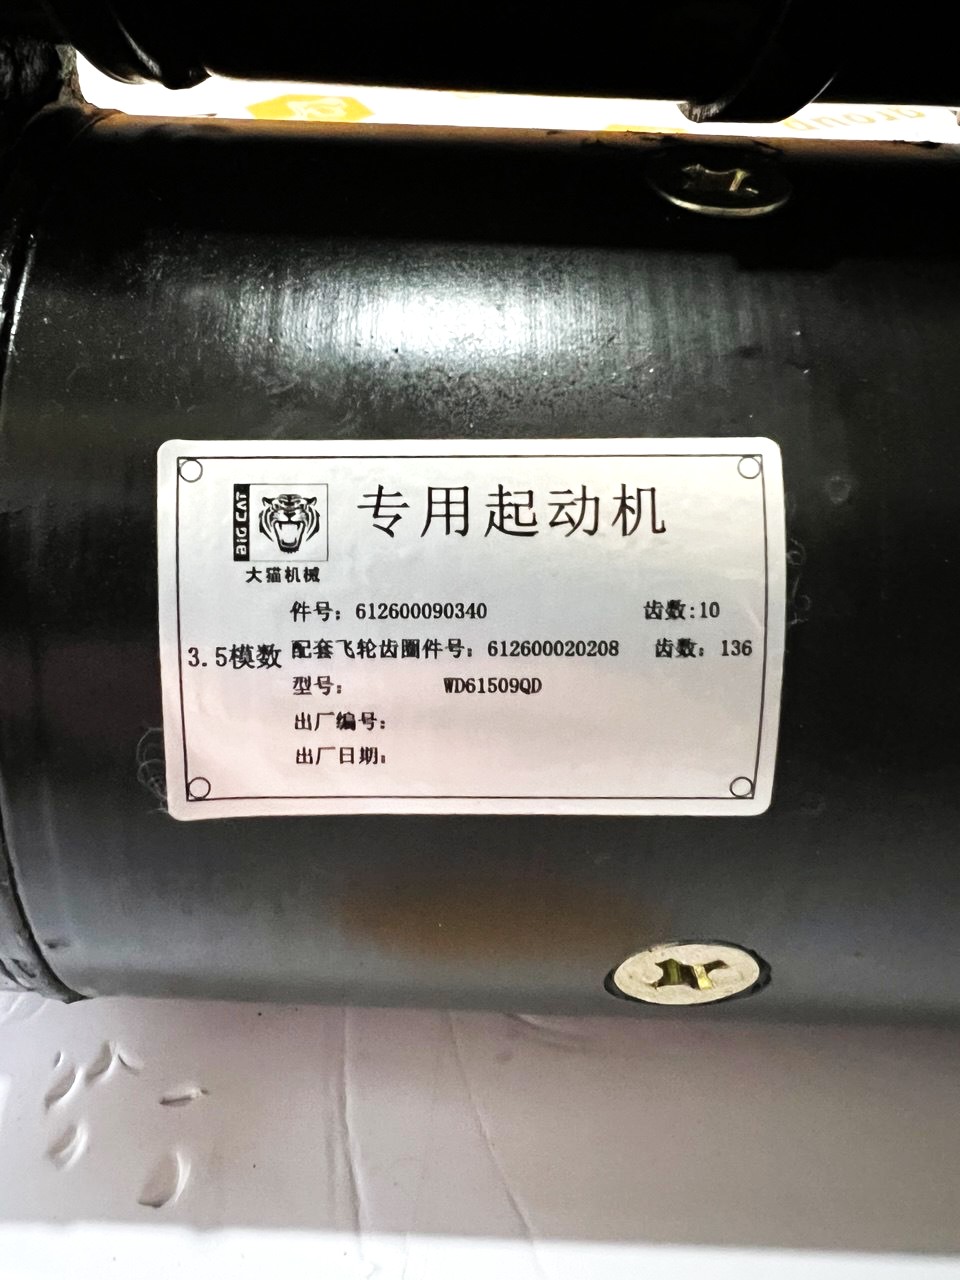 group
BIG CAT
专用起动机
大猫机械
件号：612600090340 齿数:10
3.5模数 配套飞轮齿圈件号：612600020208 齿数：136
型号： WD61509QD
出厂编号：
出厂日期：